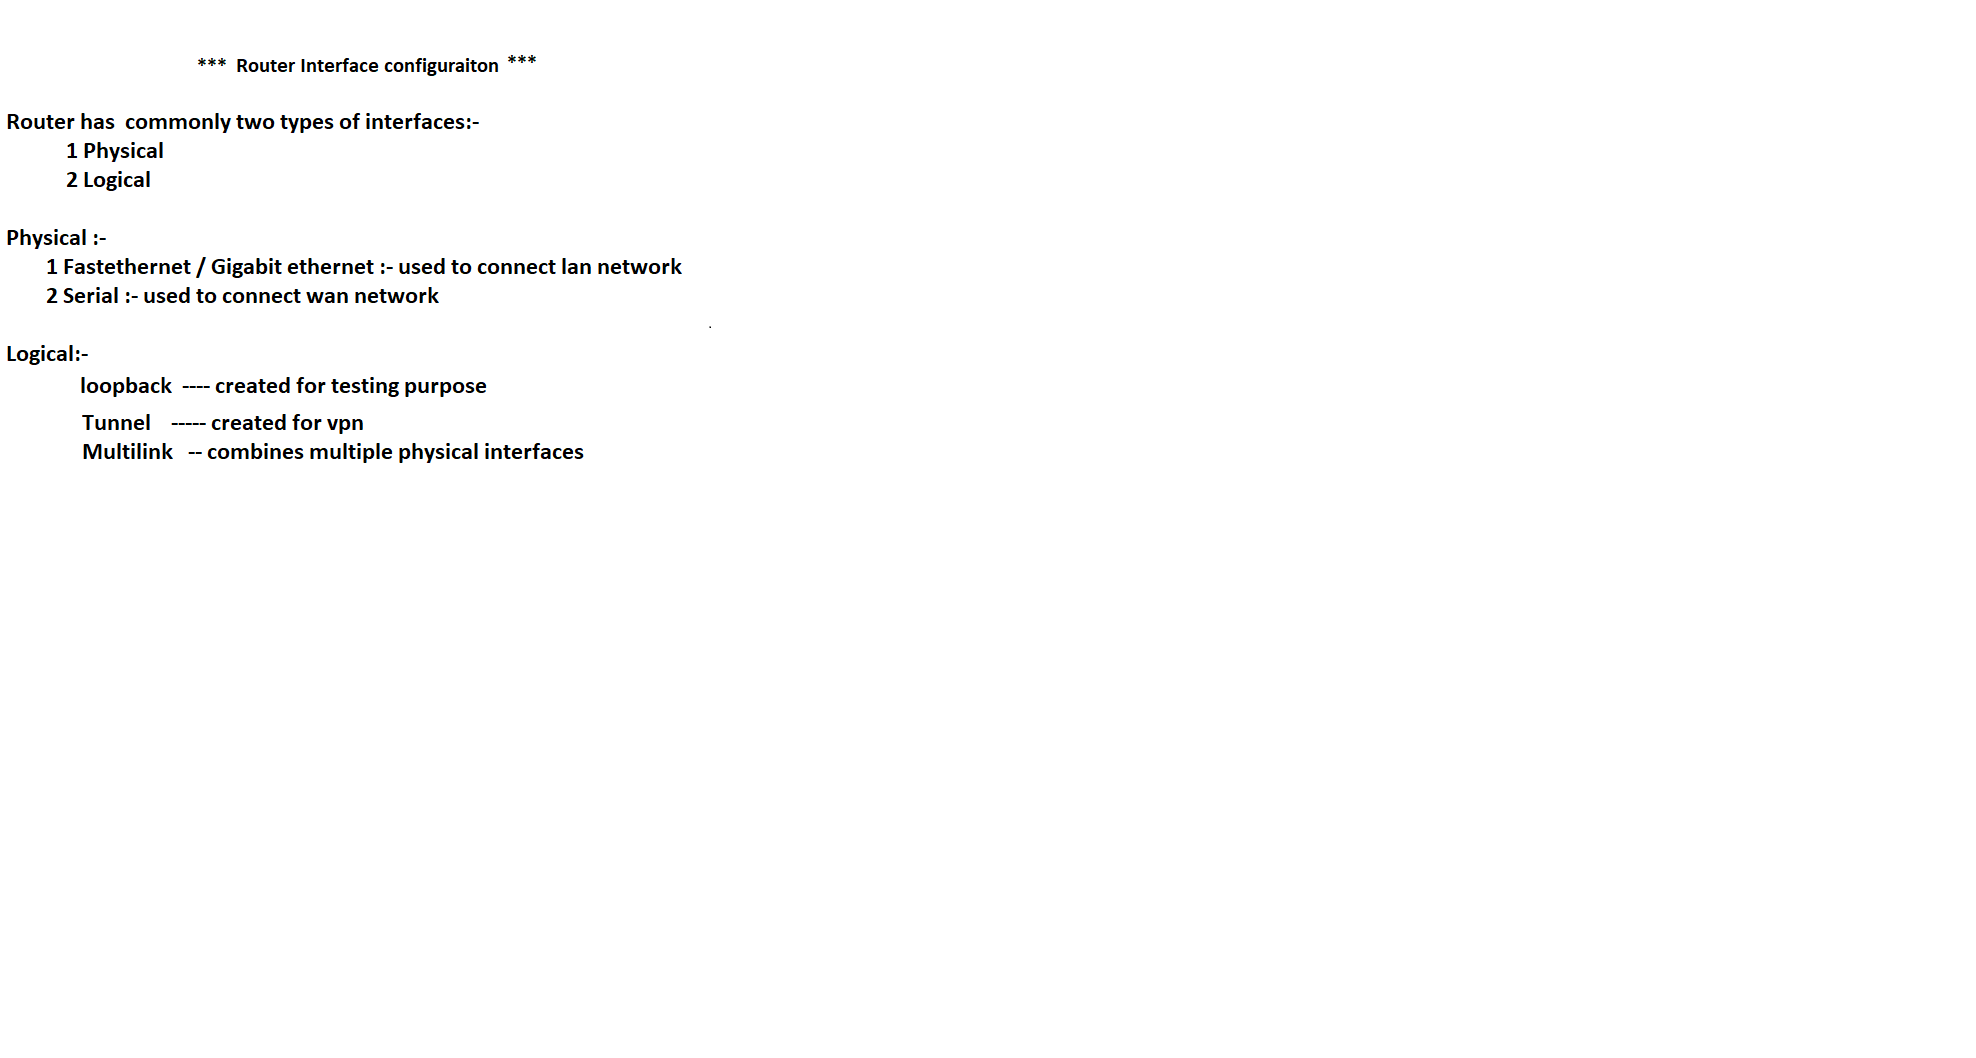 *** Router Interface configuraiton ***
Router has commonly two types of interfaces:-
1 Physical
2 Logical
Physical :-
1 Fastethernet / Gigabit ethernet :- used to connect lan network
2 Serial :- used to connect wan network
Logical:-
loopback ---- created for testing purpose
Tunnel ----- created for vpn
Multilink -- combines multiple physical interfaces